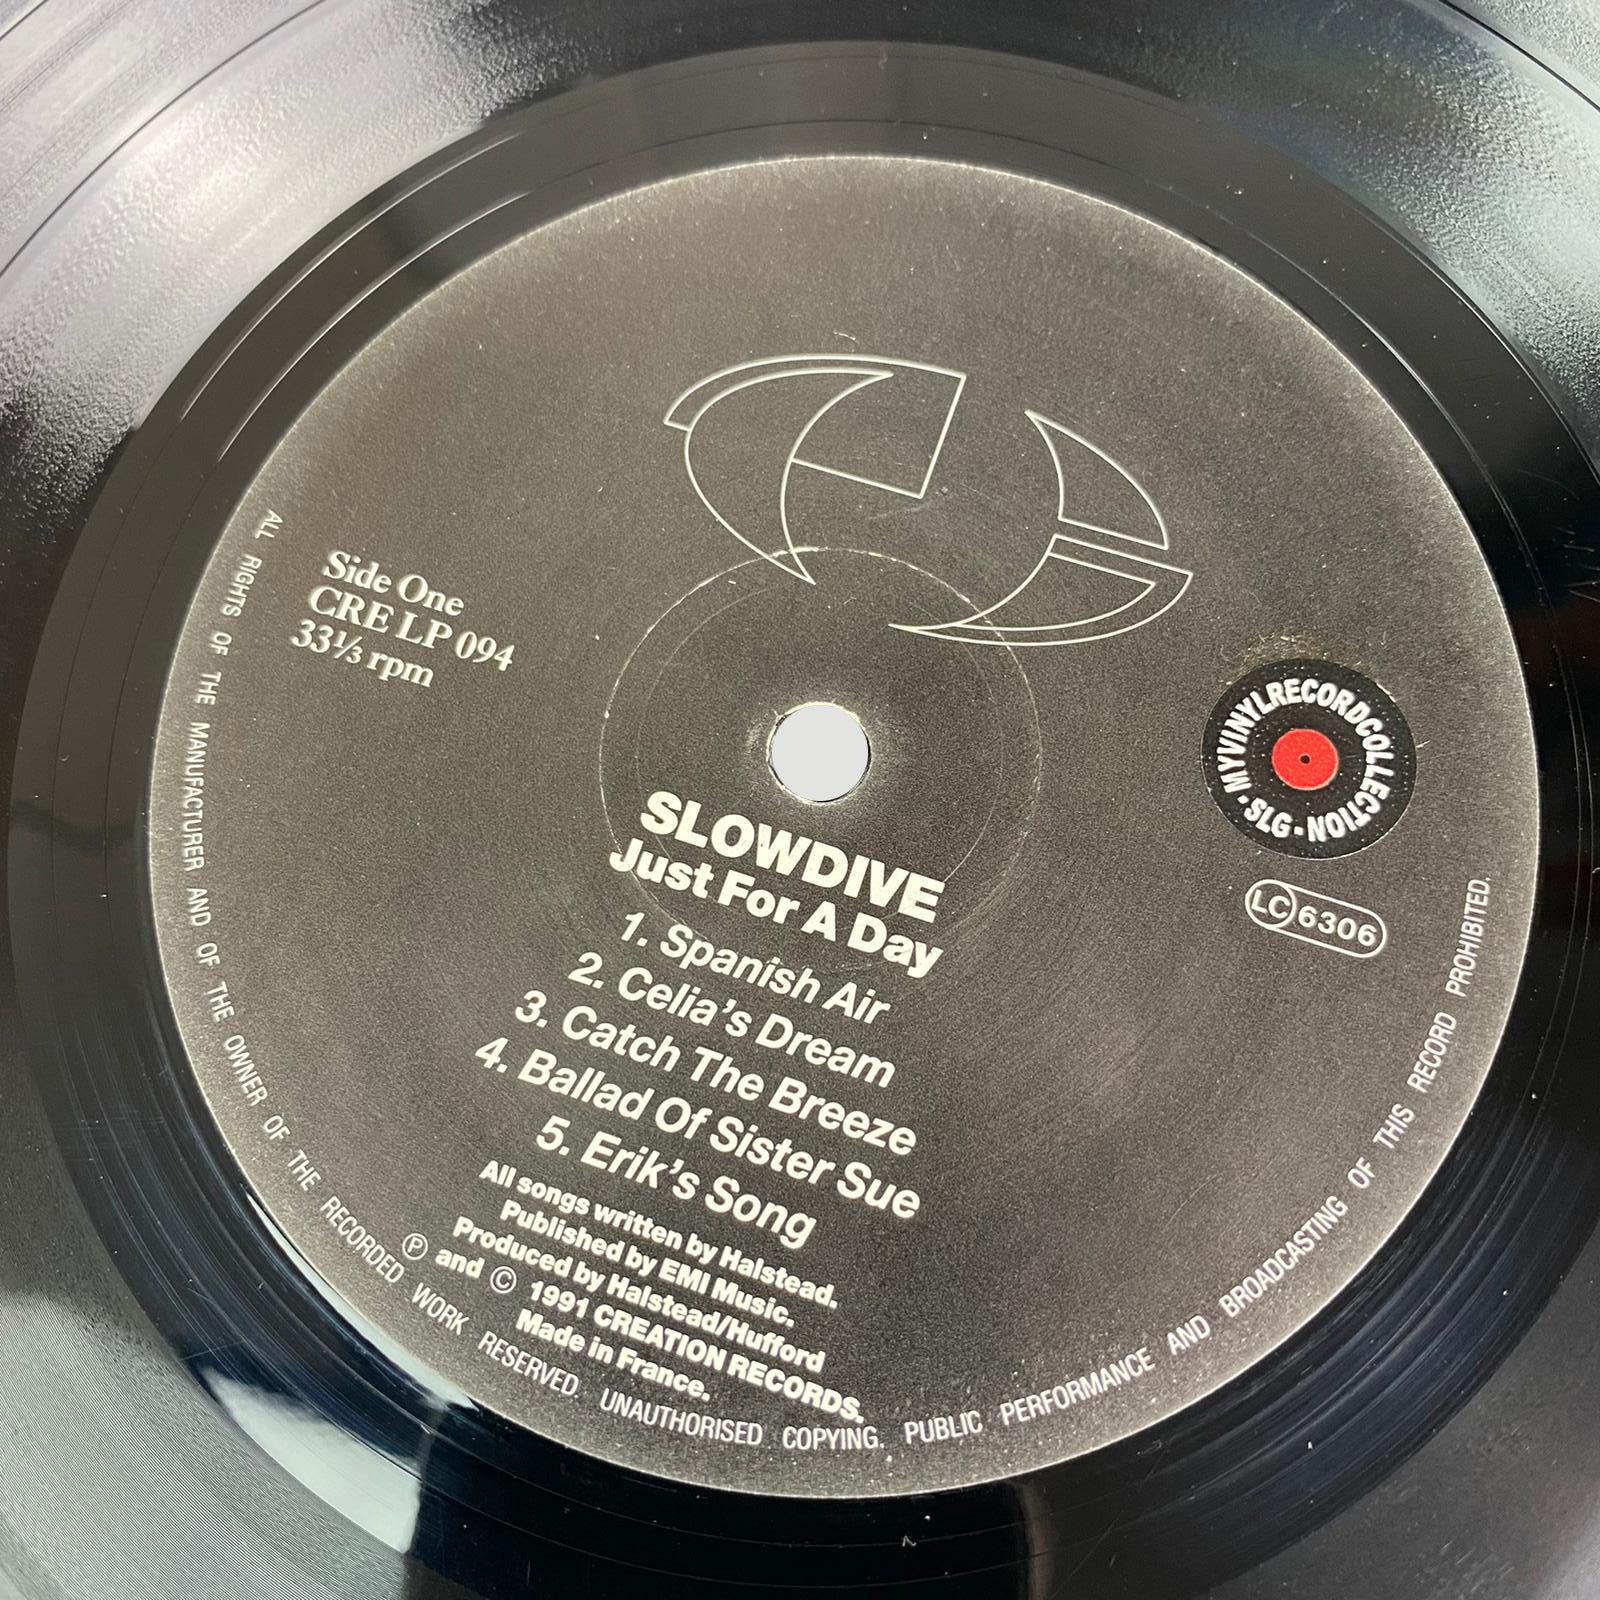 Side One
CRE LP 094
33⅓ rpm
MYVINYLRECORDCOLLECTION
- SLG -
LC 6306
SLOWDIVE
Just For A Day
1. Spanish Air
2. Celia's Dream
3. Catch The Breeze
4. Ballad Of Sister Sue
5. Erik's Song
All songs written by Halstead.
Published by EMI Music.
Produced by Halstead/Hufford
℗ and © 1991 CREATION RECORDS.
Made in France.
ALL RIGHTS OF THE MANUFACTURER AND OF THE OWNER OF THE RECORDED WORK RESERVED. UNAUTHORISED COPYING. PUBLIC PERFORMANCE AND BROADCASTING OF THIS RECORD PROHIBITED.